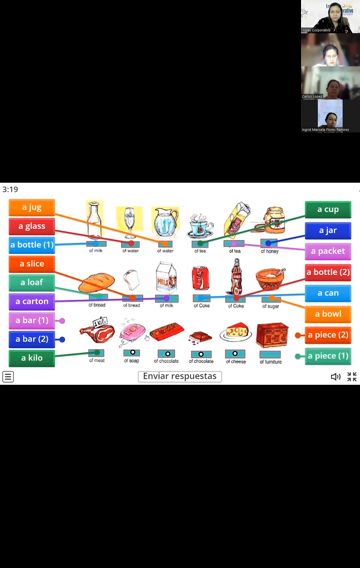 3:19
a jug
a glass
a bottle (1)
a slice
a loaf
a carton
a bar (1)
a bar (2)
a kilo
a cup
a jar
a packet
a bottle (2)
a can
a bowl
a piece (2)
a piece (1)
of milk
of water
of water
of tea
of tea
of honey
MILK
of bread
of bread
of milk
of Coke
of Coke
of sugar
of meat
of soap
of chocolate
of chocolate
of cheese
of furniture
Enviar respuestas